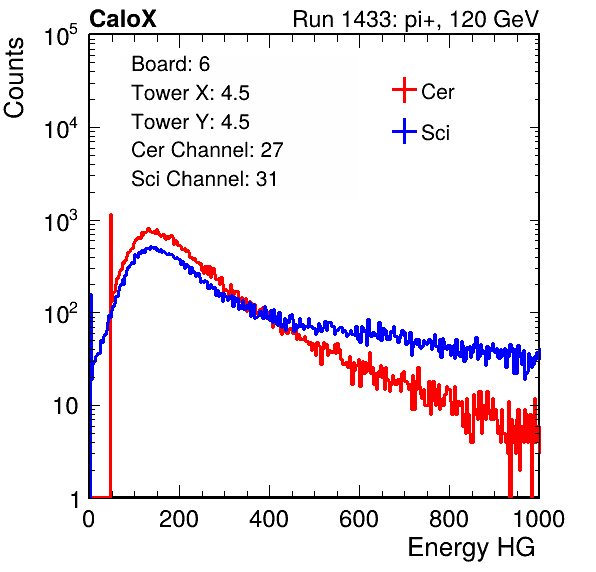 CaloX Run 1433: pi+, 120 GeV
Counts
Board: 6
Tower X: 4.5
Tower Y: 4.5
Cer Channel: 27
Sci Channel: 31
Cer
Sci
10^5
10^4
10^3
10^2
10
1
0 200 400 600 800 1000
Energy HG